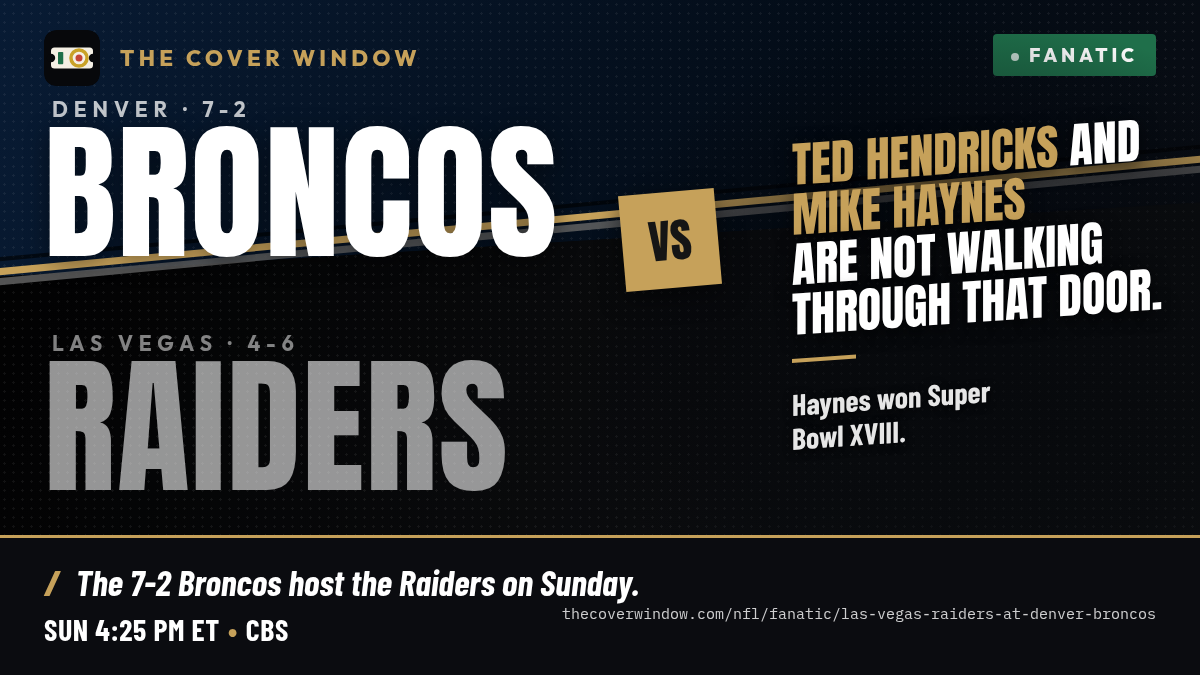 THE COVER WINDOW
FANATIC
DENVER · 7-2
BRONCOS
VS
LAS VEGAS · 4-6
RAIDERS
TED HENDRICKS AND
MIKE HAYNES
ARE NOT WALKING
THROUGH THAT DOOR.
Haynes won Super
Bowl XVIII.
/ The 7-2 Broncos host the Raiders on Sunday.
SUN 4:25 PM ET • CBS
thecoverwindow.com/nfl/fanatic/las-vegas-raiders-at-denver-broncos